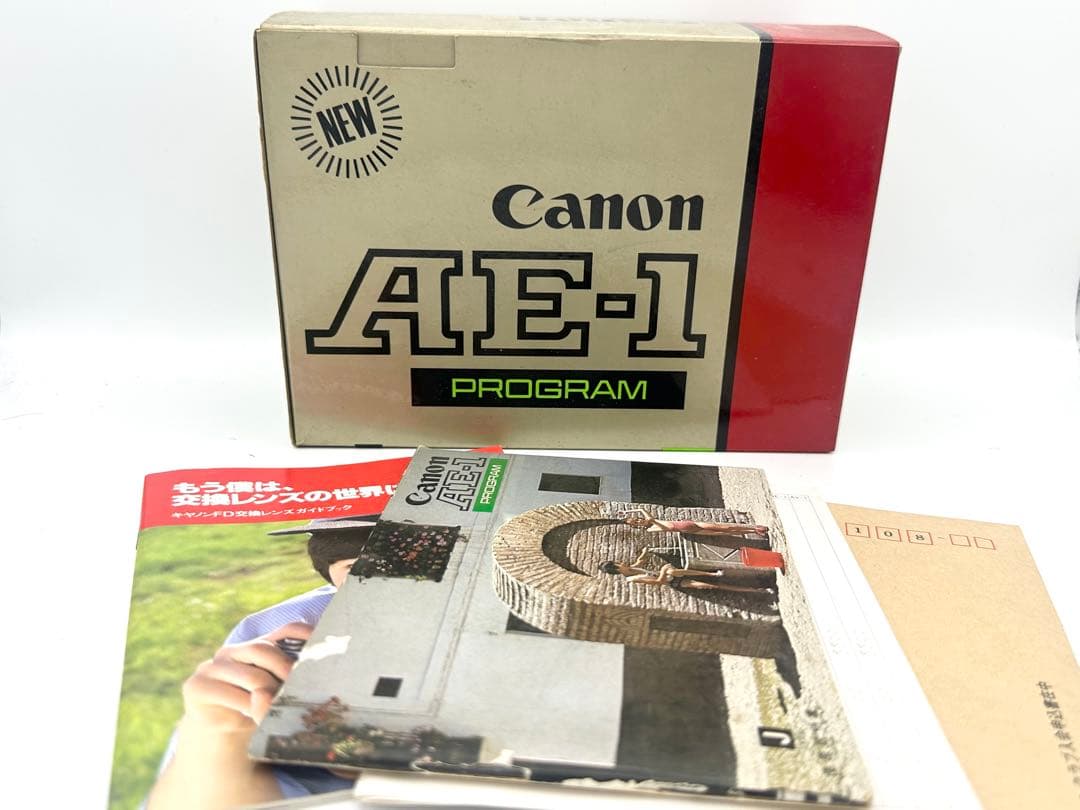 NEW
Canon
AE-1
PROGRAM
もう僕は、
交換レンズの世界に
キヤノンFD交換レンズガイドブック
Canon
AE-1
PROGRAM
J
108-